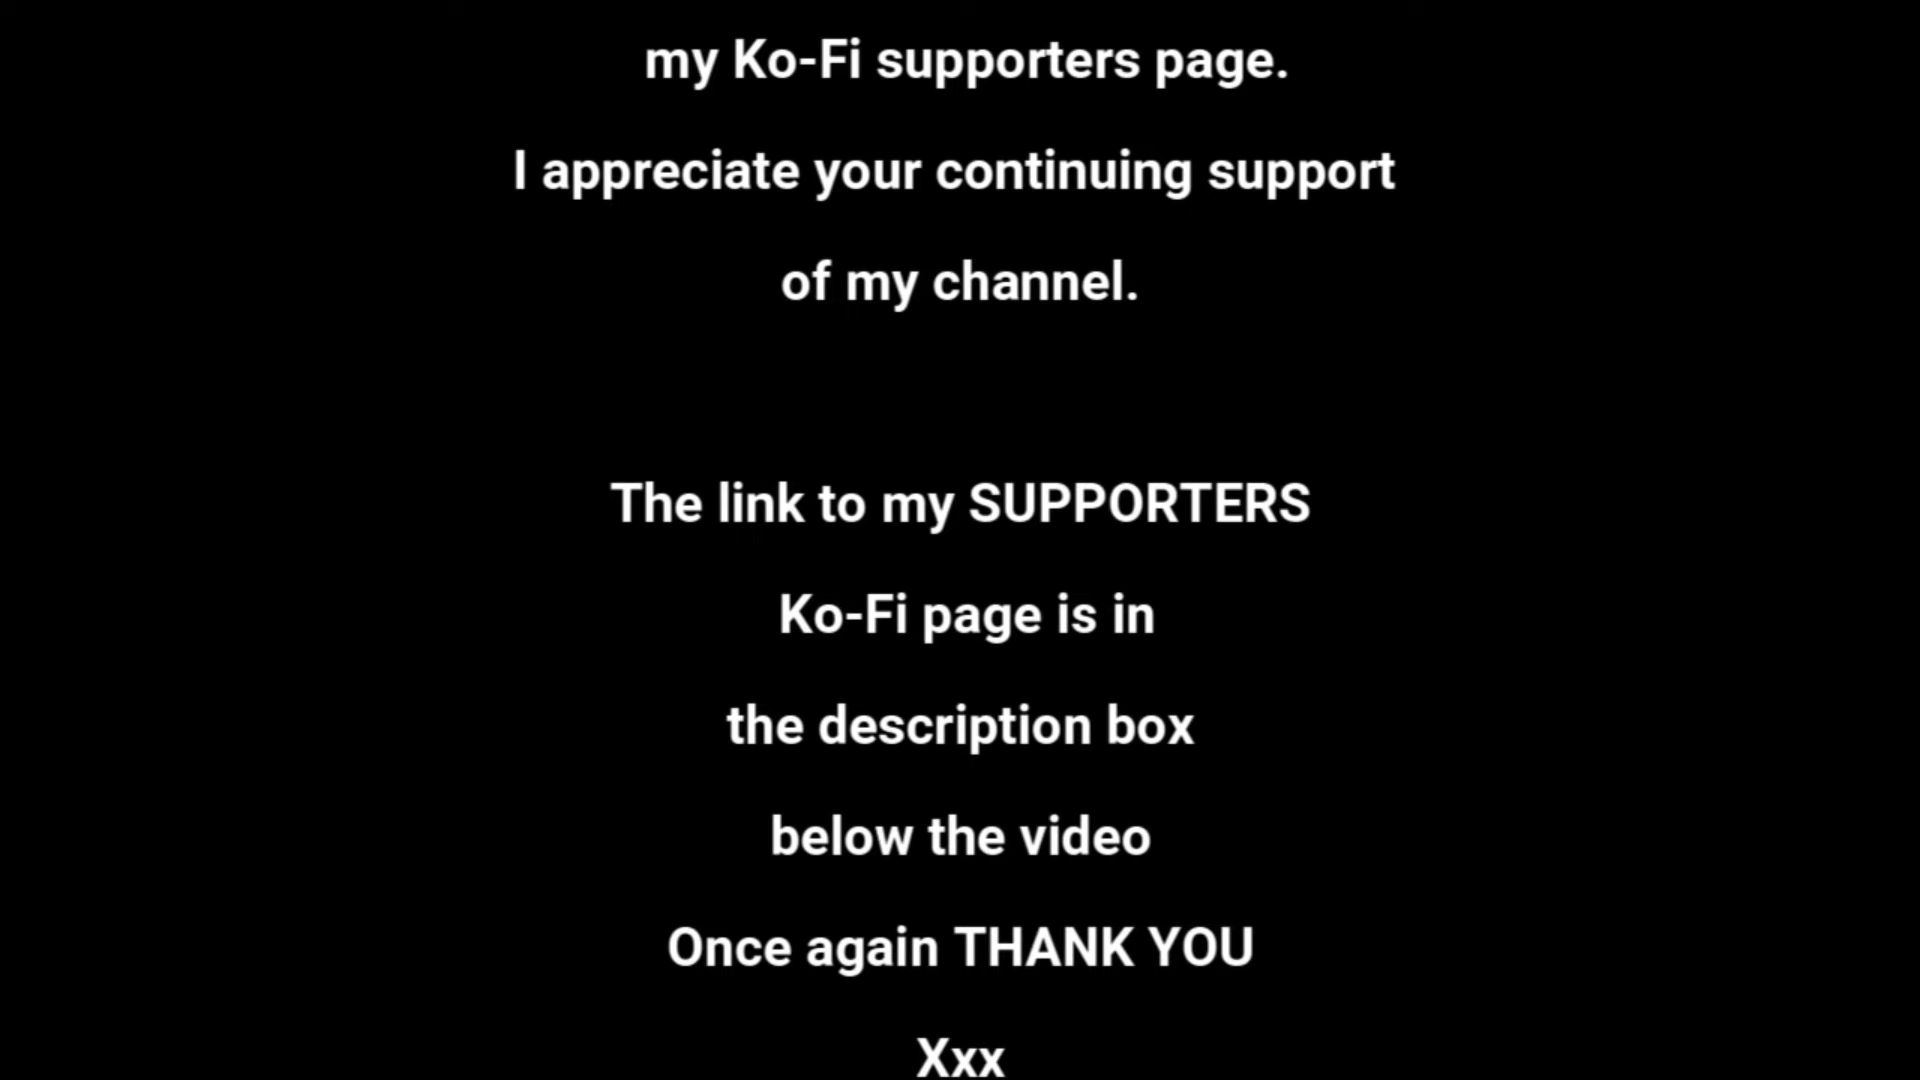 my Ko-Fi supporters page.
I appreciate your continuing support
of my channel.
The link to my SUPPORTERS
Ko-Fi page is in
the description box
below the video
Once again THANK YOU
Xxx